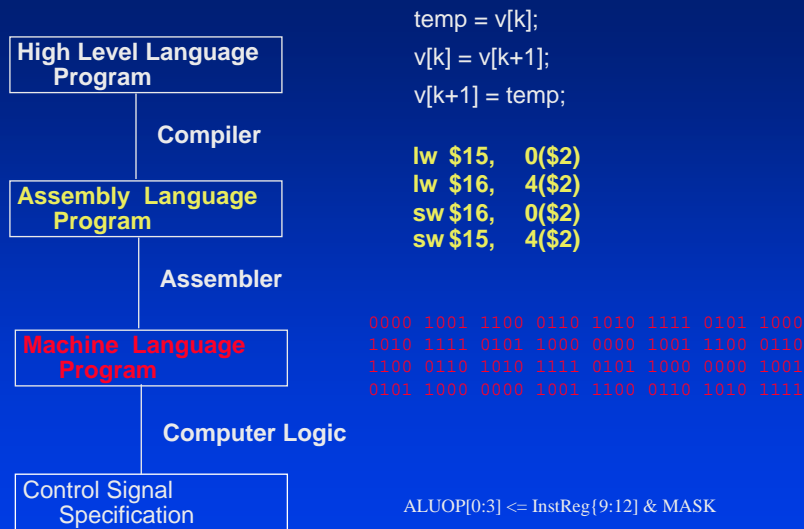 temp = v[k];
v[k] = v[k+1];
v[k+1] = temp;
High Level Language
Program
Compiler
lw $15, 0($2)
lw $16, 4($2)
sw $16, 0($2)
sw $15, 4($2)
Assembly Language
Program
Assembler
0000 1001 1100 0110 1010 1111 0101 1000
1010 1111 0101 1000 0000 1001 1100 0110
1100 0110 1010 1111 0101 1000 0000 1001
0101 1000 0000 1001 1100 0110 1010 1111
Machine Language
Program
Computer Logic
Control Signal
Specification
ALUOP[0:3] <= InstReg{9:12] & MASK